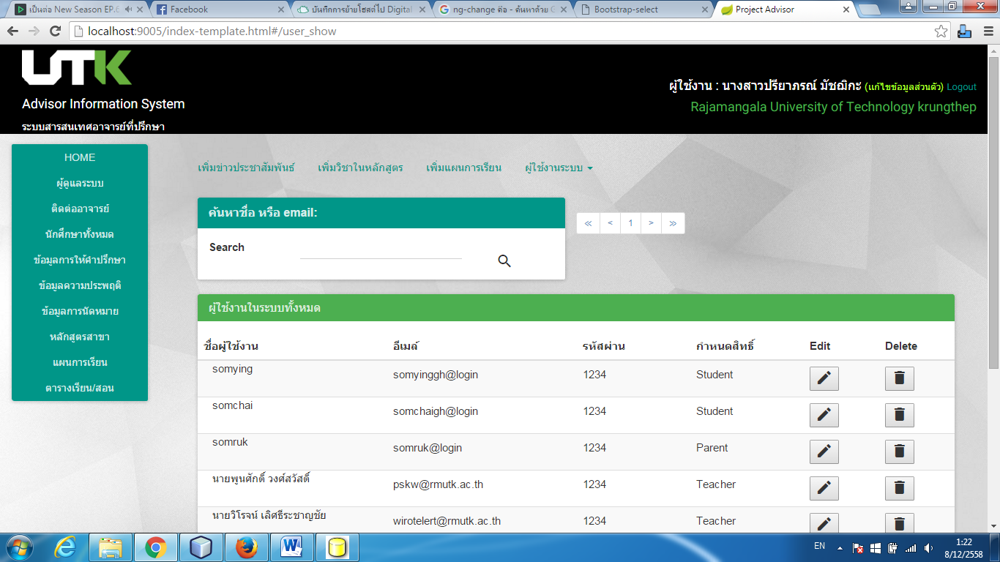 เป็นต่อ New Season EP.6
Facebook
บันทึกการย้ายโฮสต์ไป Digital
ng-change คือ - ค้นหาด้วย G
Bootstrap-select
Project Advisor
localhost:9005/index-template.html#/user_show
UTK
Advisor Information System
ระบบสารสนเทศอาจารย์ที่ปรึกษา
ผู้ใช้งาน : นางสาวปรียาภรณ์ มัชฌิกะ (แก้ไขข้อมูลส่วนตัว) Logout
Rajamangala University of Technology krungthep
HOME
ผู้ดูแลระบบ
ติดต่ออาจารย์
นักศึกษาทั้งหมด
ข้อมูลการให้คำปรึกษา
ข้อมูลความประพฤติ
ข้อมูลการนัดหมาย
หลักสูตรสาขา
แผนการเรียน
ตารางเรียน/สอน
เพิ่มข่าวประชาสัมพันธ์ เพิ่มวิชาในหลักสูตร เพิ่มแผนการเรียน ผู้ใช้งานระบบ
ค้นหาชื่อ หรือ email:
Search
« < 1 > »
ผู้ใช้งานในระบบทั้งหมด
ชื่อผู้ใช้งาน อีเมล์ รหัสผ่าน กำหนดสิทธิ์ Edit Delete
somying somyinggh@login 1234 Student
somchai somchaigh@login 1234 Student
somruk somruk@login 1234 Parent
นายพูนศักดิ์ วงศ์สวัสดิ์ pskw@rmutk.ac.th 1234 Teacher
นายวิโรจน์ เลิศธีระชาญชัย wirotelert@rmutk.ac.th 1234 Teacher
EN
1:22
8/12/2558